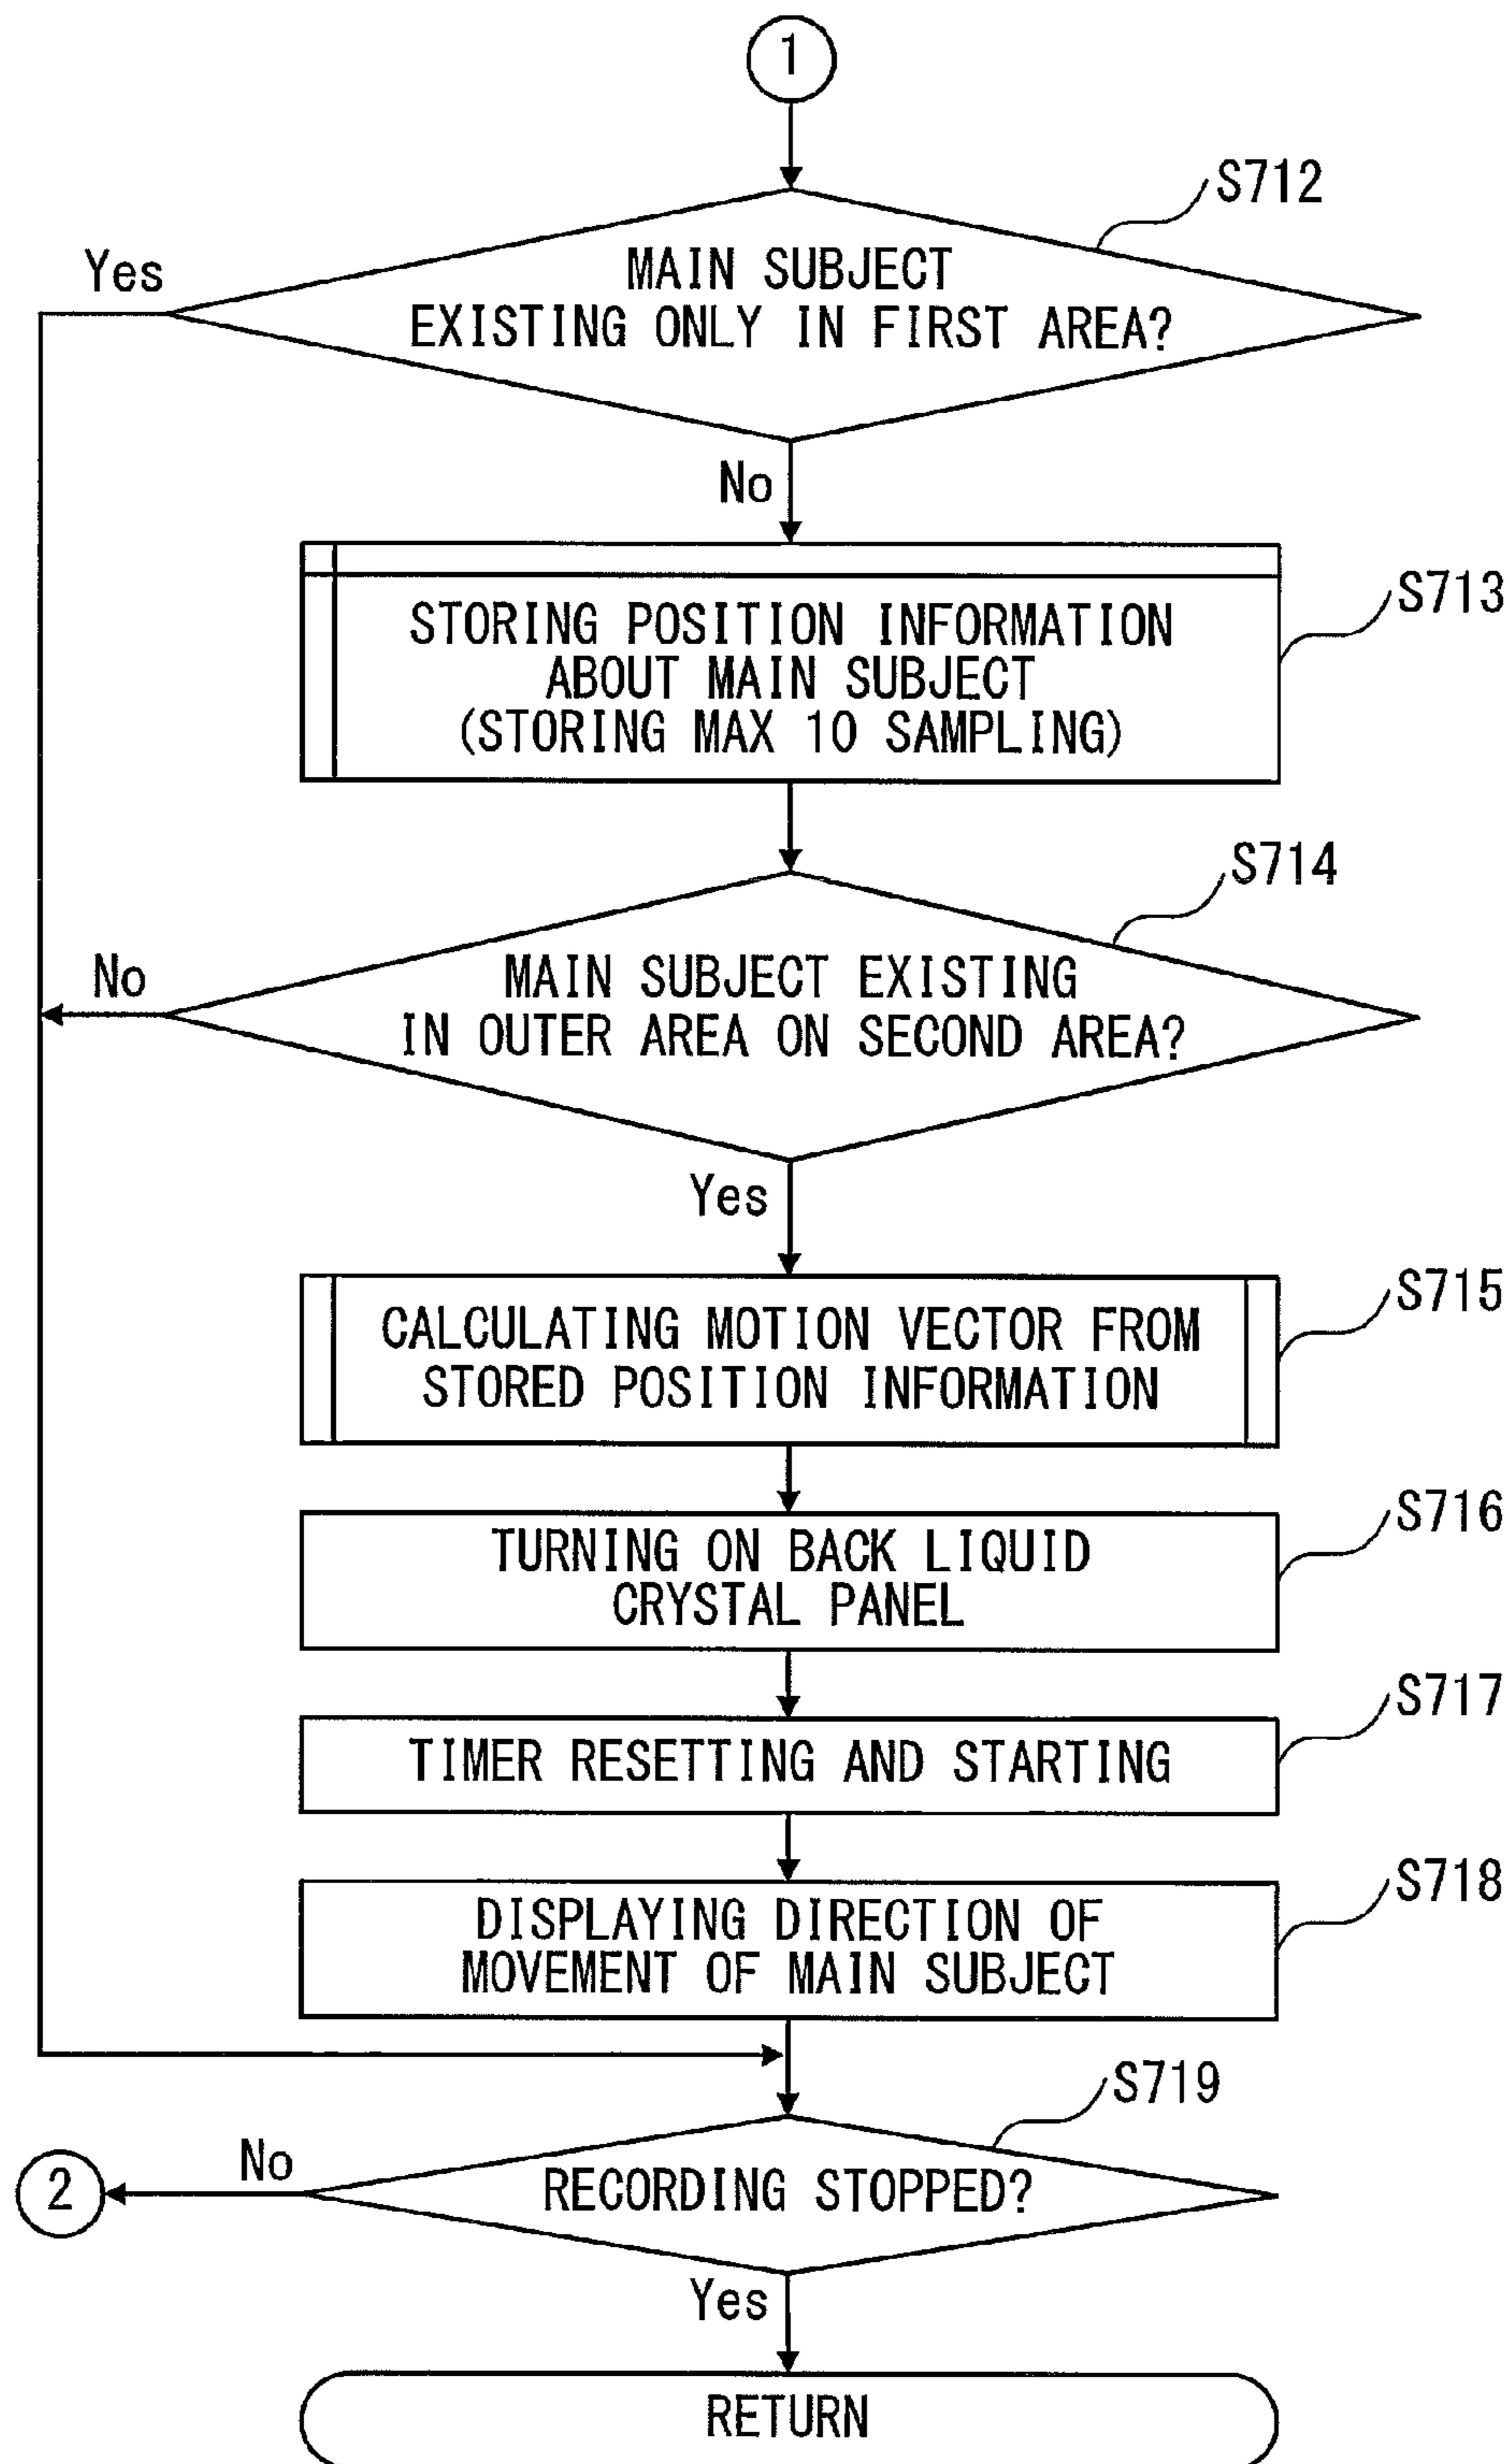 1
S712
Yes
MAIN SUBJECT
EXISTING ONLY IN FIRST AREA?
No
S713
STORING POSITION INFORMATION
ABOUT MAIN SUBJECT
(STORING MAX 10 SAMPLING)
S714
No
MAIN SUBJECT EXISTING
IN OUTER AREA ON SECOND AREA?
Yes
S715
CALCULATING MOTION VECTOR FROM
STORED POSITION INFORMATION
S716
TURNING ON BACK LIQUID
CRYSTAL PANEL
S717
TIMER RESETTING AND STARTING
S718
DISPLAYING DIRECTION OF
MOVEMENT OF MAIN SUBJECT
S719
2
No
RECORDING STOPPED?
Yes
RETURN